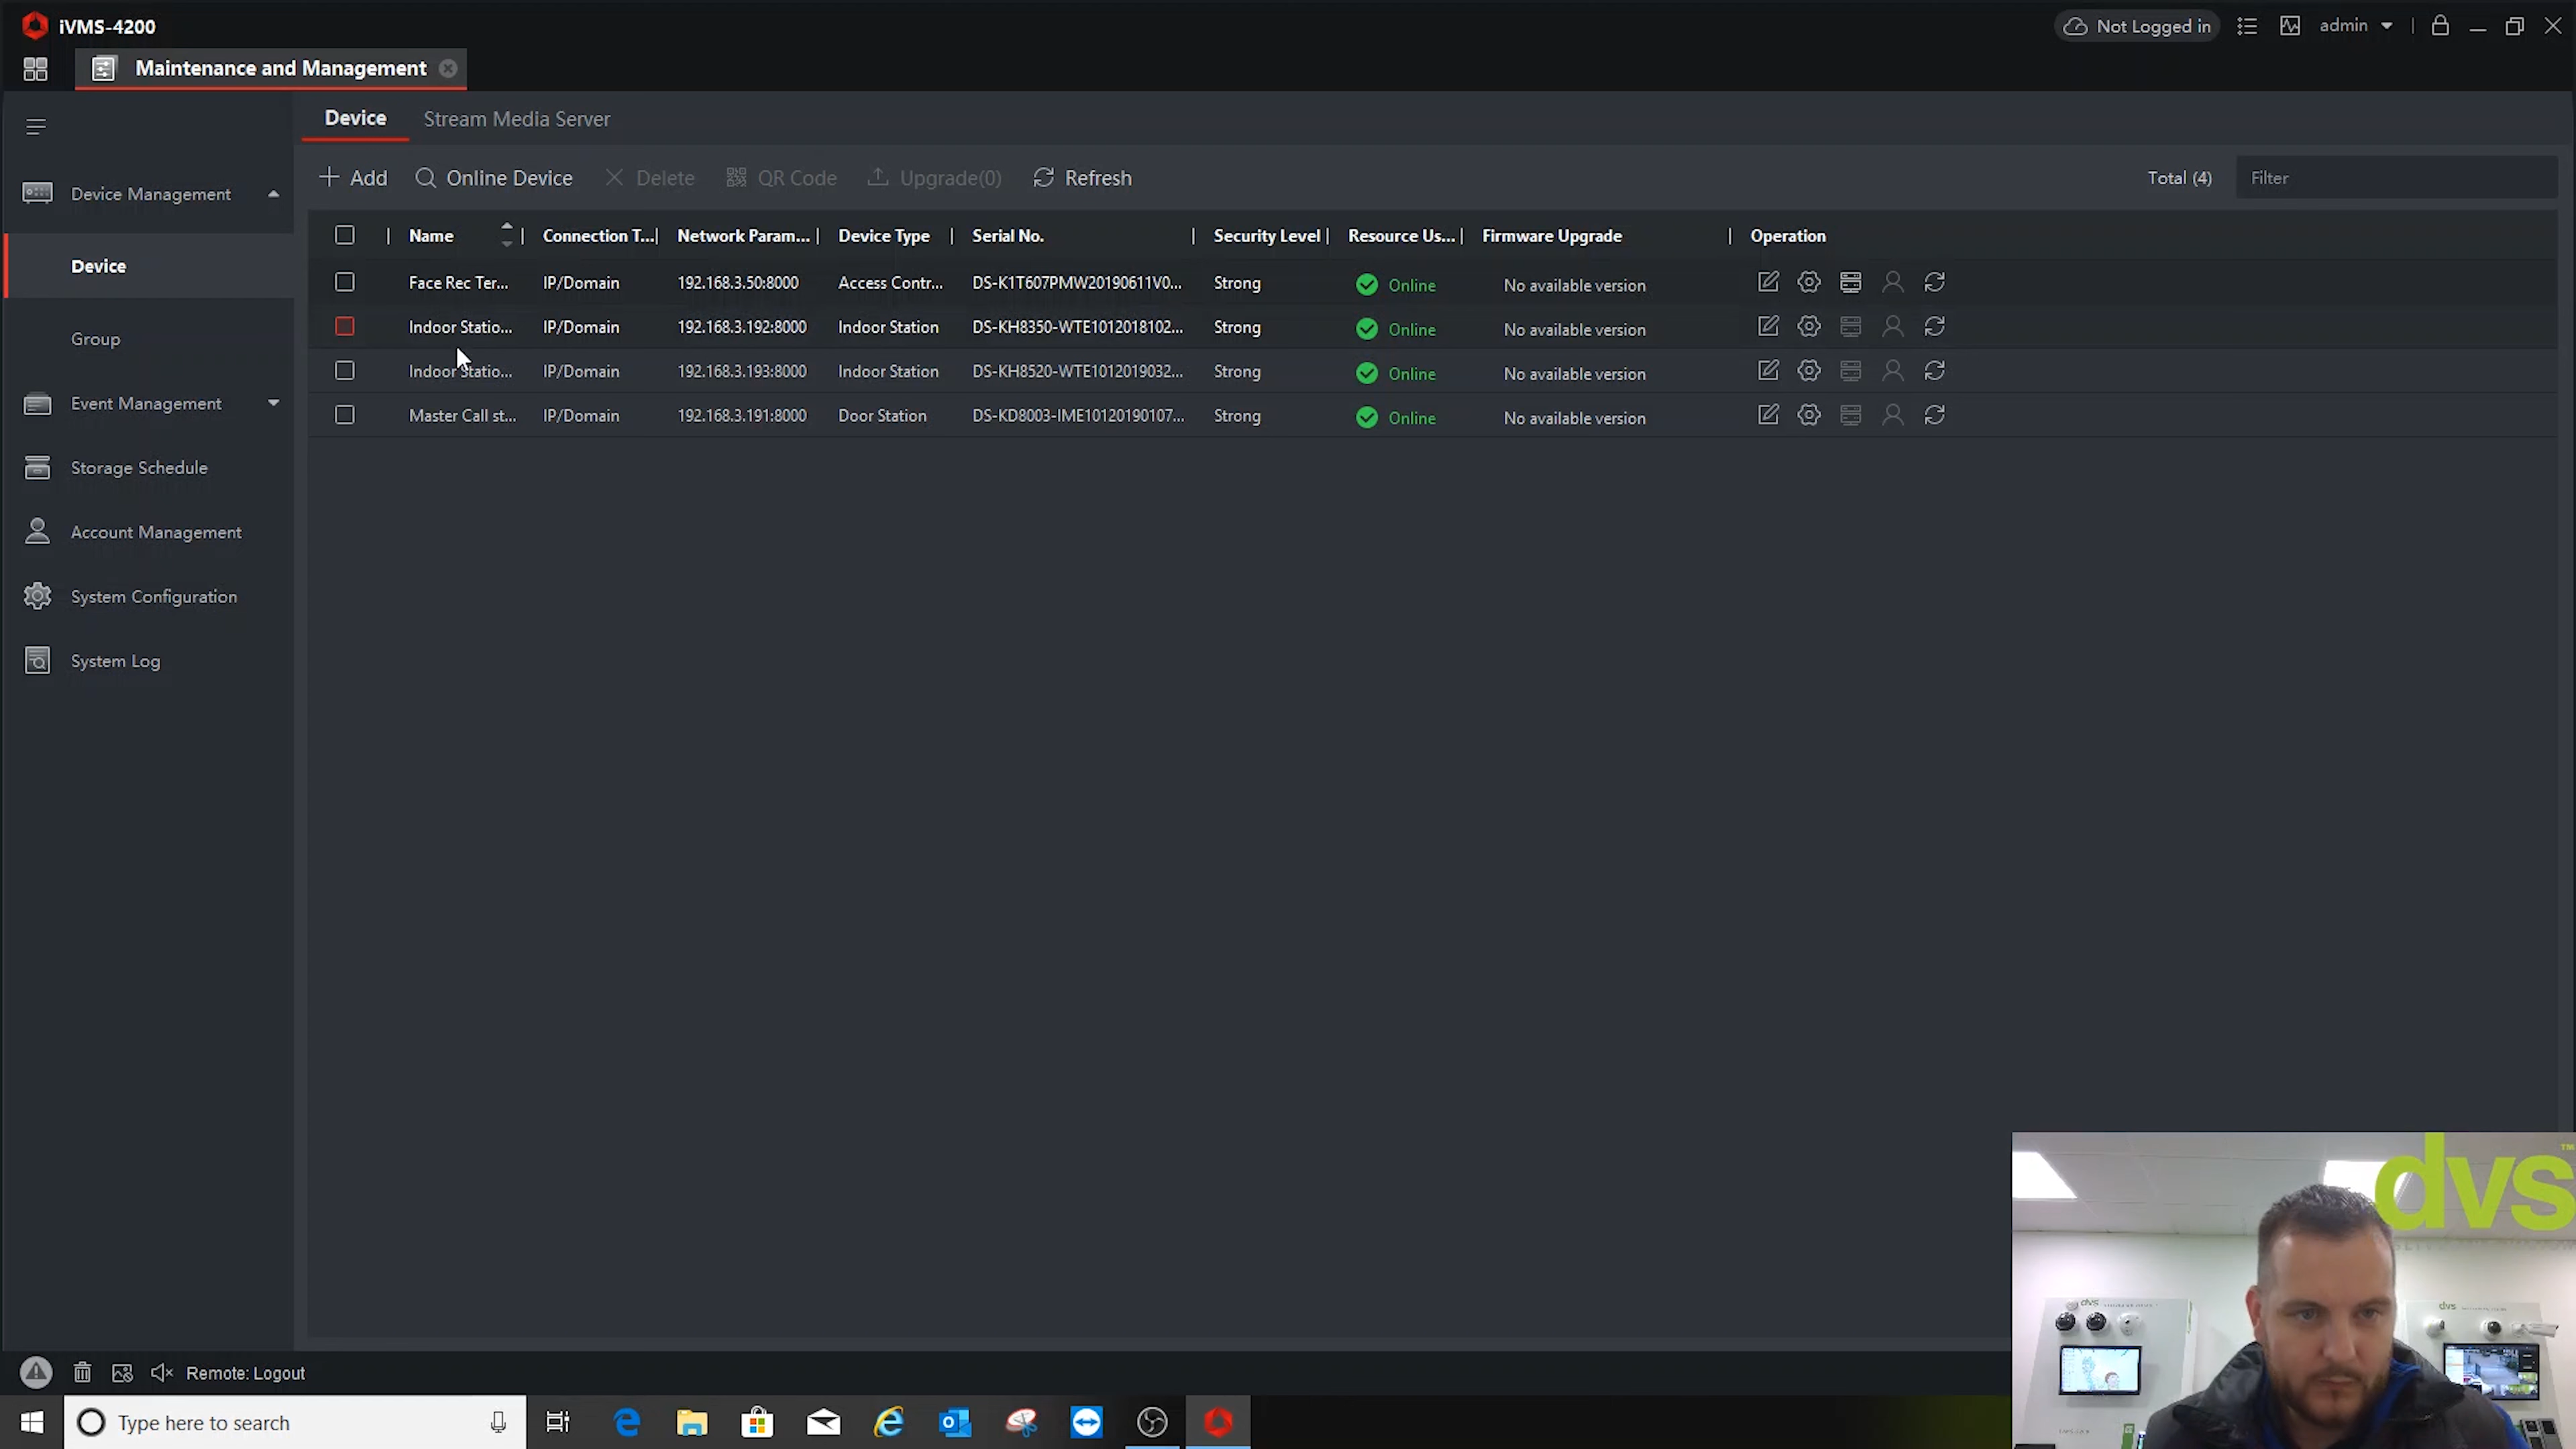 iVMS-4200
Not Logged in
admin
Maintenance and Management
Device Stream Media Server
Add Online Device Delete QR Code Upgrade(0) Refresh Total (4) Filter
Device Management
Device
Group
Event Management
Storage Schedule
Account Management
System Configuration
System Log
Name Connection T... Network Param... Device Type Serial No. Security Level Resource Us... Firmware Upgrade Operation
Face Rec Ter... IP/Domain 192.168.3.50:8000 Access Contr... DS-K1T607PMW20190611V0... Strong Online No available version
Indoor Statio... IP/Domain 192.168.3.192:8000 Indoor Station DS-KH8350-WTE1012018102... Strong Online No available version
Indoor Statio... IP/Domain 192.168.3.193:8000 Indoor Station DS-KH8520-WTE1012019032... Strong Online No available version
Master Call st... IP/Domain 192.168.3.191:8000 Door Station DS-KD8003-IME10120190107... Strong Online No available version
dvs™
dvs
dvs
Remote: Logout
Type here to search